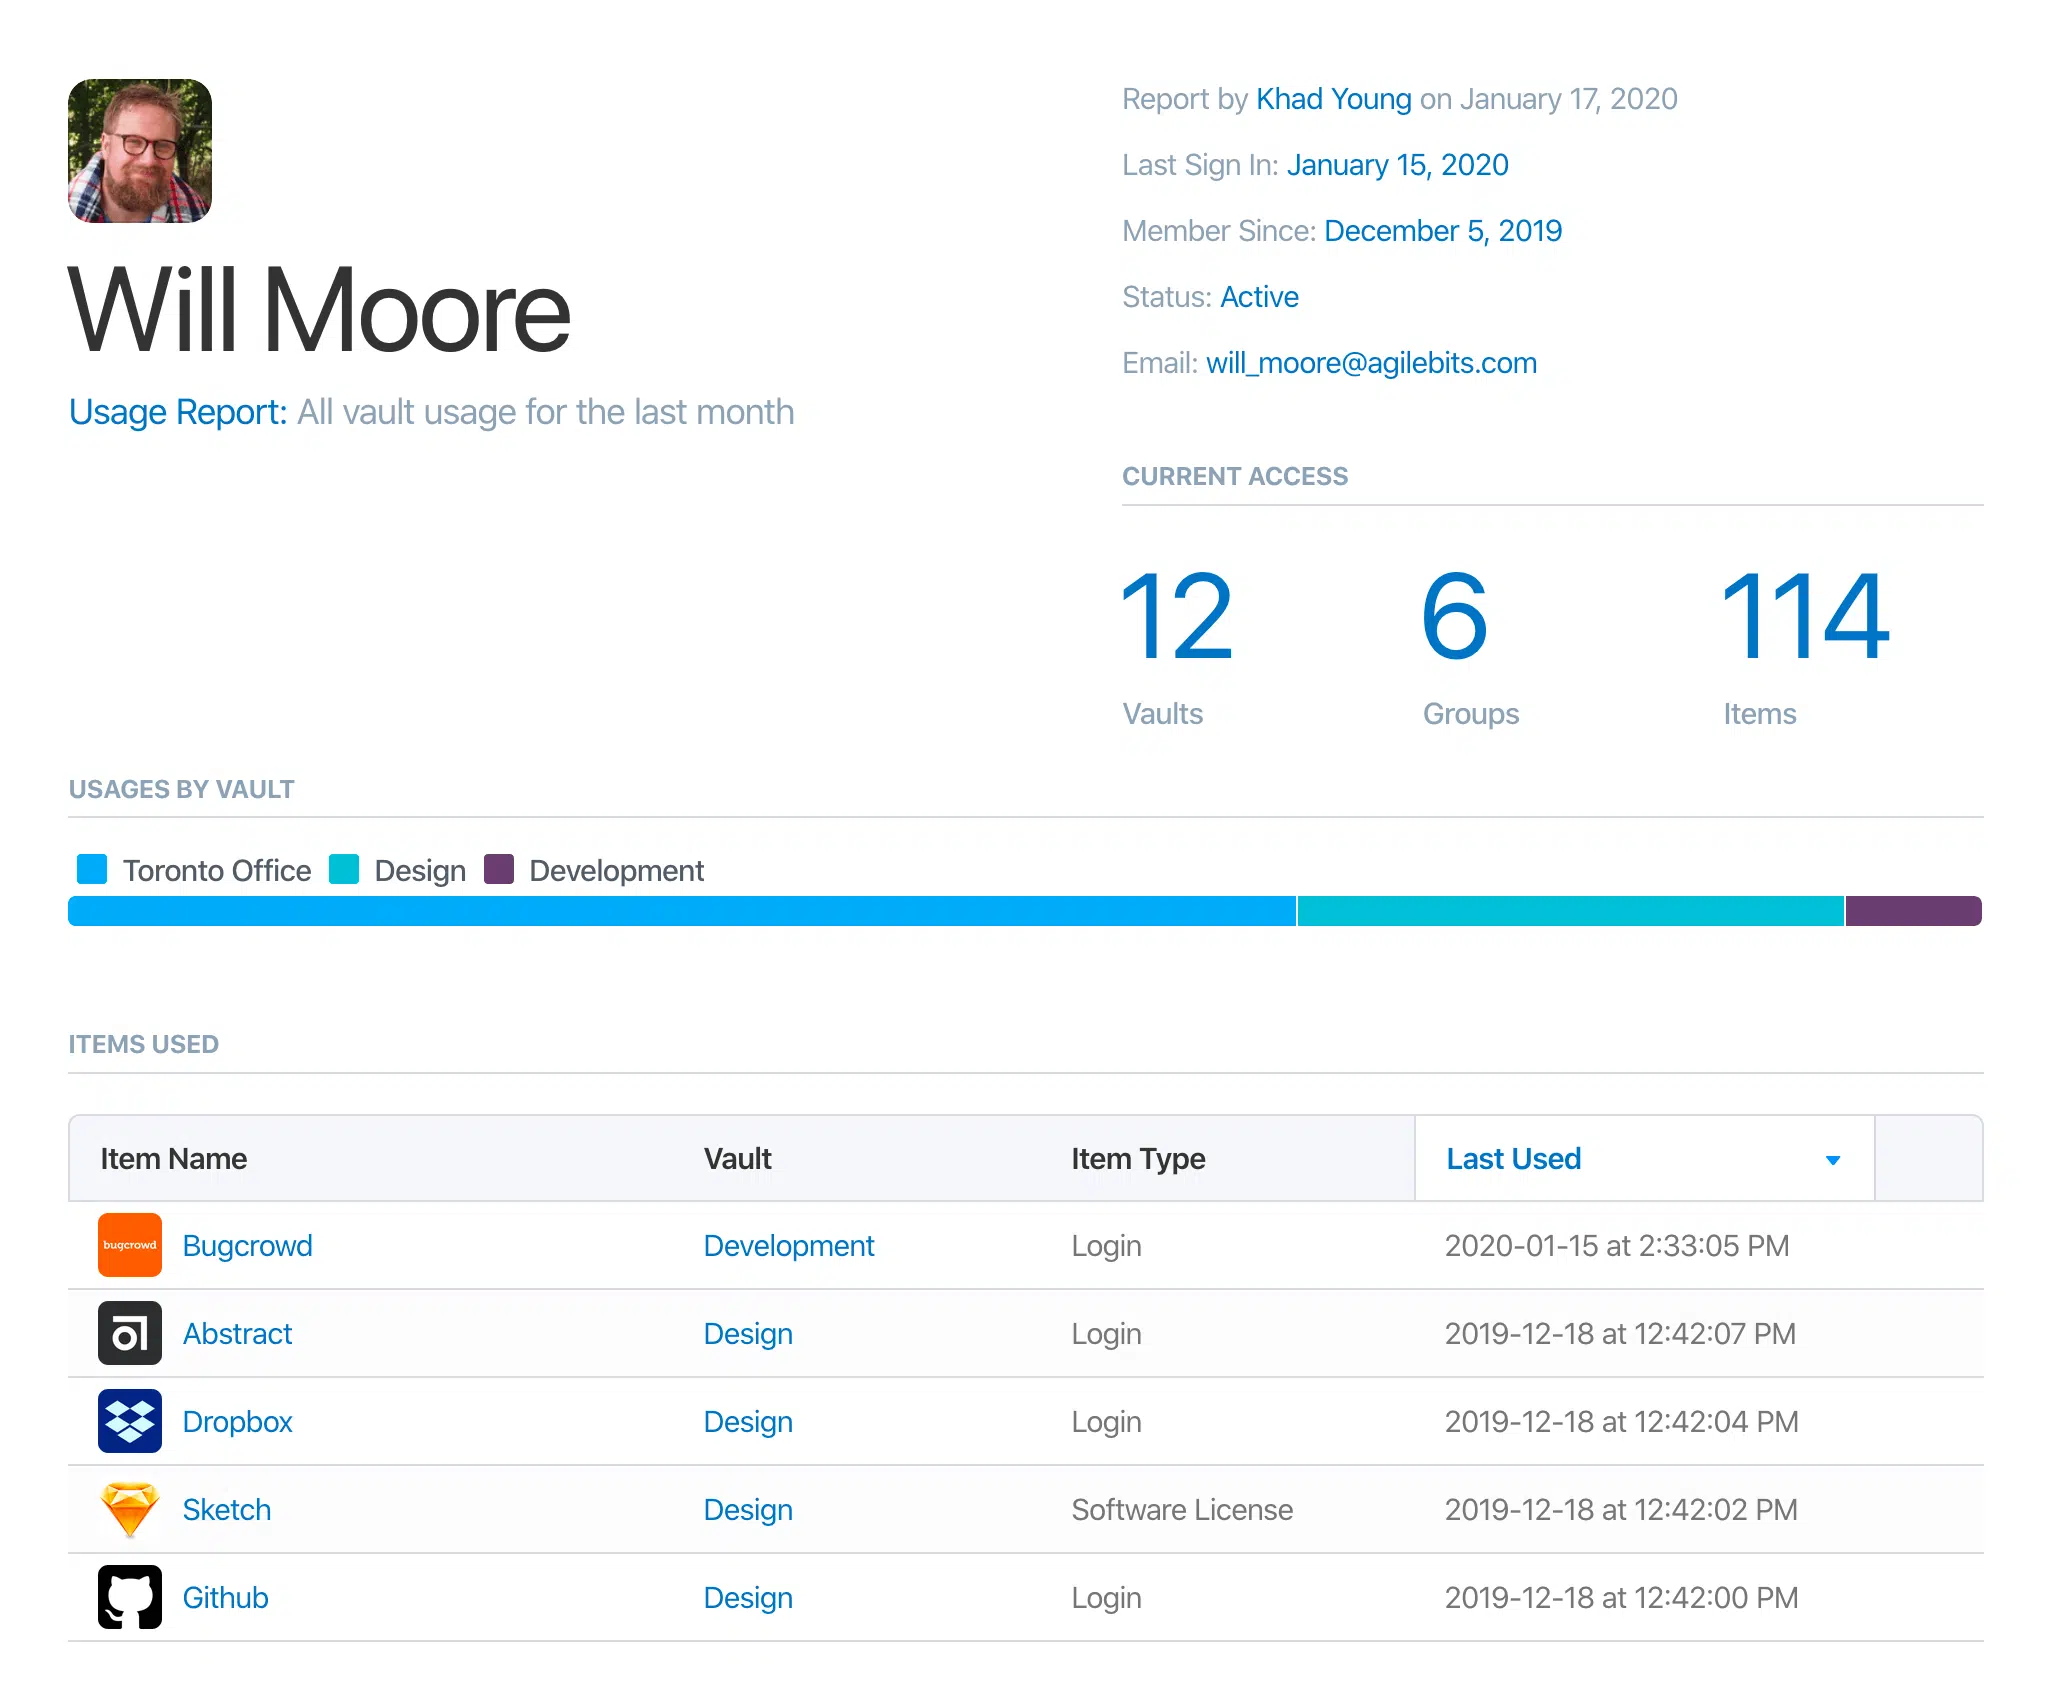 Report by Khad Young on January 17, 2020
Last Sign In: January 15, 2020
Member Since: December 5, 2019
Status: Active
Email: will_moore@agilebits.com
Will Moore
Usage Report: All vault usage for the last month
CURRENT ACCESS
12 6 114
Vaults Groups Items
USAGES BY VAULT
Toronto Office Design Development
ITEMS USED
Item Name Vault Item Type Last Used
bugcrowd Bugcrowd Development Login 2020-01-15 at 2:33:05 PM
Abstract Design Login 2019-12-18 at 12:42:07 PM
Dropbox Design Login 2019-12-18 at 12:42:04 PM
Sketch Design Software License 2019-12-18 at 12:42:02 PM
Github Design Login 2019-12-18 at 12:42:00 PM